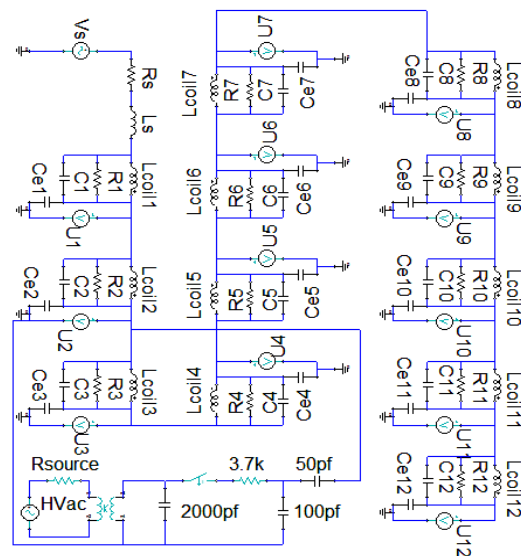 Vs
Rs
Ls
Ce1 C1 R1 Lcoil1
U1
Ce2 C2 R2 Lcoil2
U2
Ce3 C3 R3 Lcoil3
U3
U7
Lcoil7 R7 C7 Ce7
U6
Lcoil6 R6 C6 Ce6
U5
Lcoil5 R5 C5 Ce5
U4
Lcoil4 R4 C4 Ce4
Ce8 C8 R8 Lcoil8
U8
Ce9 C9 R9 Lcoil9
U9
Ce10 C10 R10 Lcoil10
U10
Ce11 C11 R11 Lcoil11
U11
Ce12 C12 R12 Lcoil12
U12
Rsource
HVac
K
2000pf
3.7k
50pf
100pf